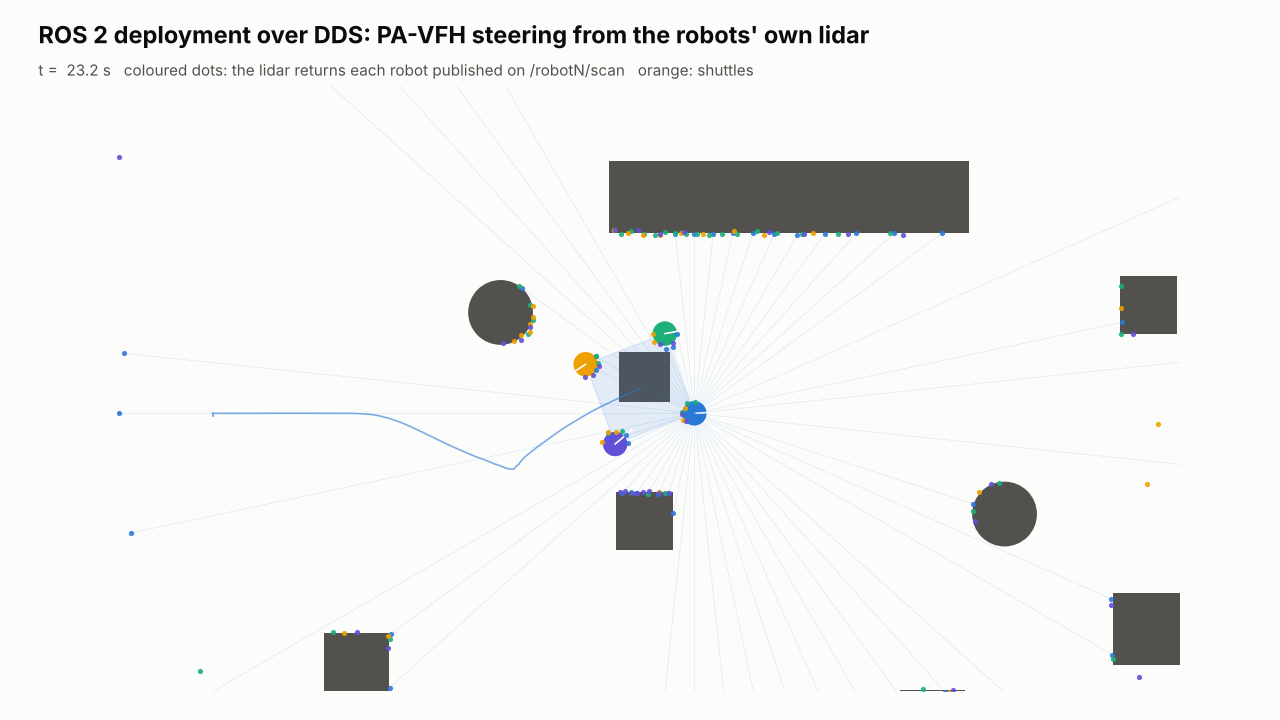 ROS 2 deployment over DDS: PA-VFH steering from the robots' own lidar
t =  23.2 s   coloured dots: the lidar returns each robot published on /robotN/scan   orange: shuttles